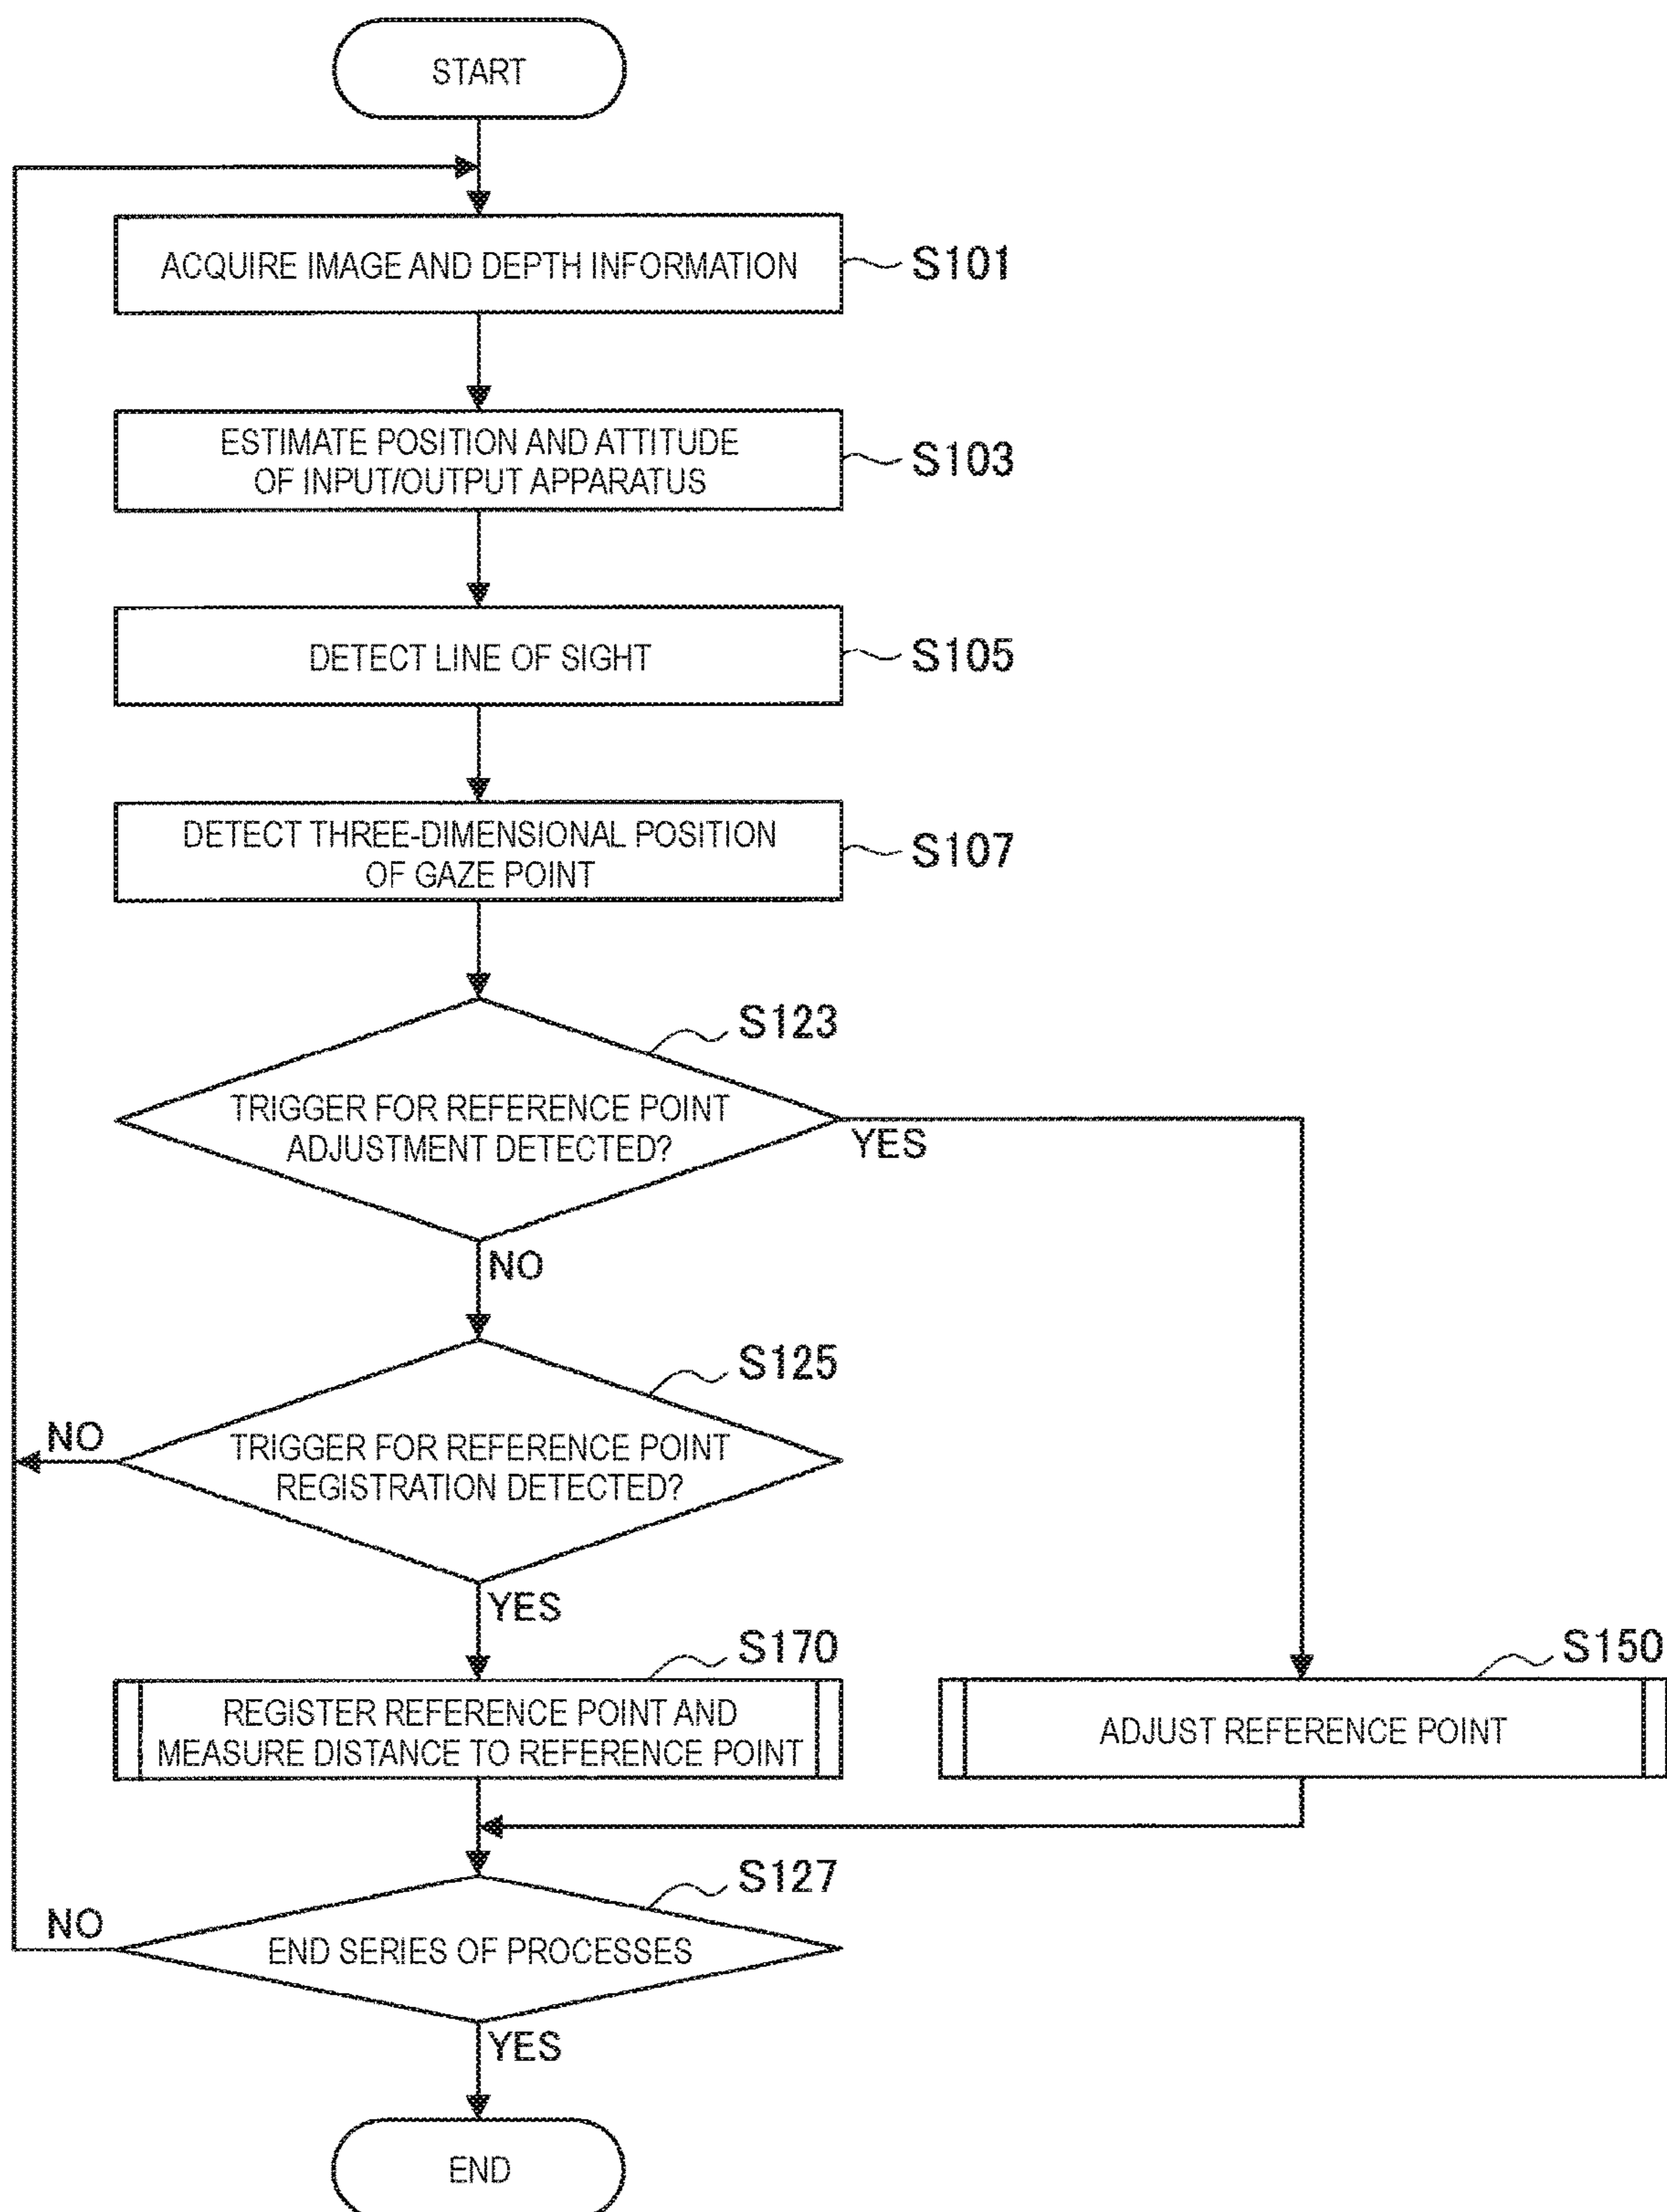 START
ACQUIRE IMAGE AND DEPTH INFORMATION
S101
ESTIMATE POSITION AND ATTITUDE
OF INPUT/OUTPUT APPARATUS
S103
DETECT LINE OF SIGHT
S105
DETECT THREE-DIMENSIONAL POSITION
OF GAZE POINT
S107
S123
TRIGGER FOR REFERENCE POINT
ADJUSTMENT DETECTED?
YES
NO
S125
NO
TRIGGER FOR REFERENCE POINT
REGISTRATION DETECTED?
YES
S170
REGISTER REFERENCE POINT AND
MEASURE DISTANCE TO REFERENCE POINT
S150
ADJUST REFERENCE POINT
S127
NO
END SERIES OF PROCESSES
YES
END